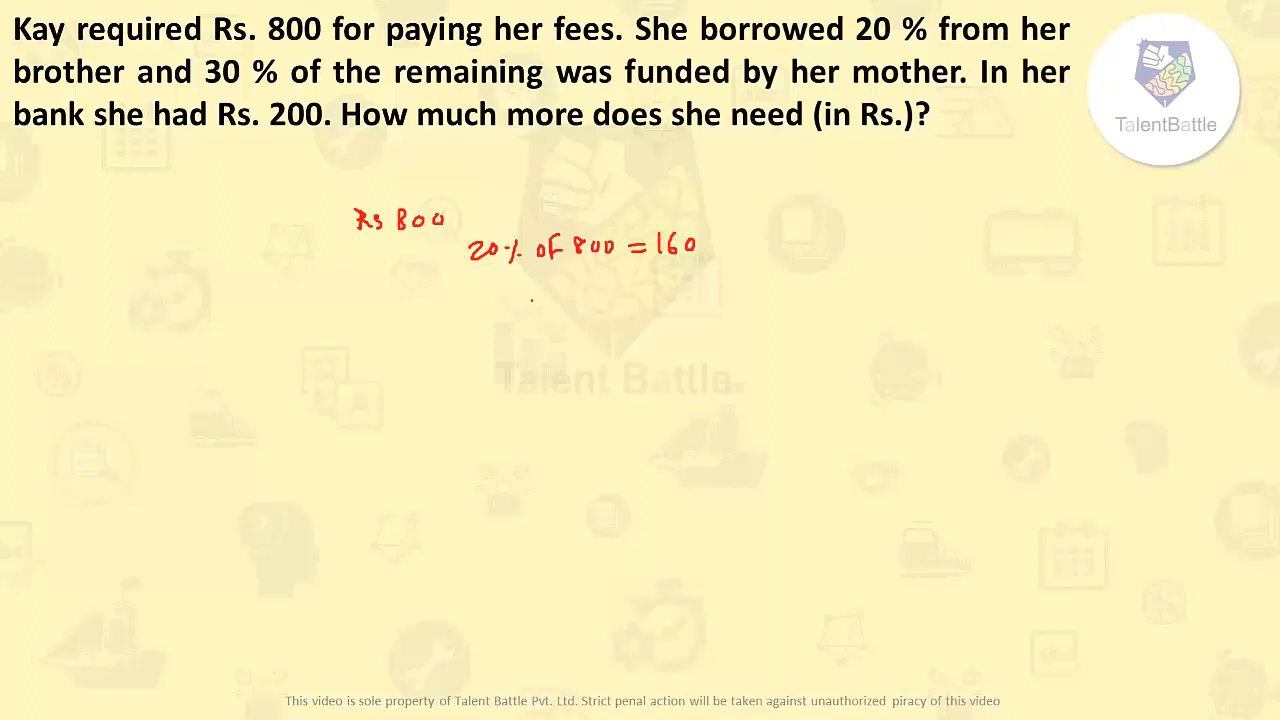 Kay required Rs. 800 for paying her fees. She borrowed 20 % from her
brother and 30 % of the remaining was funded by her mother. In her
bank she had Rs. 200. How much more does she need (in Rs.)?
TalentBattle
Rs 800
20% of 800 = 160
Talent Battle
This video is sole property of Talent Battle Pvt. Ltd. Strict penal action will be taken against unauthorized piracy of this video